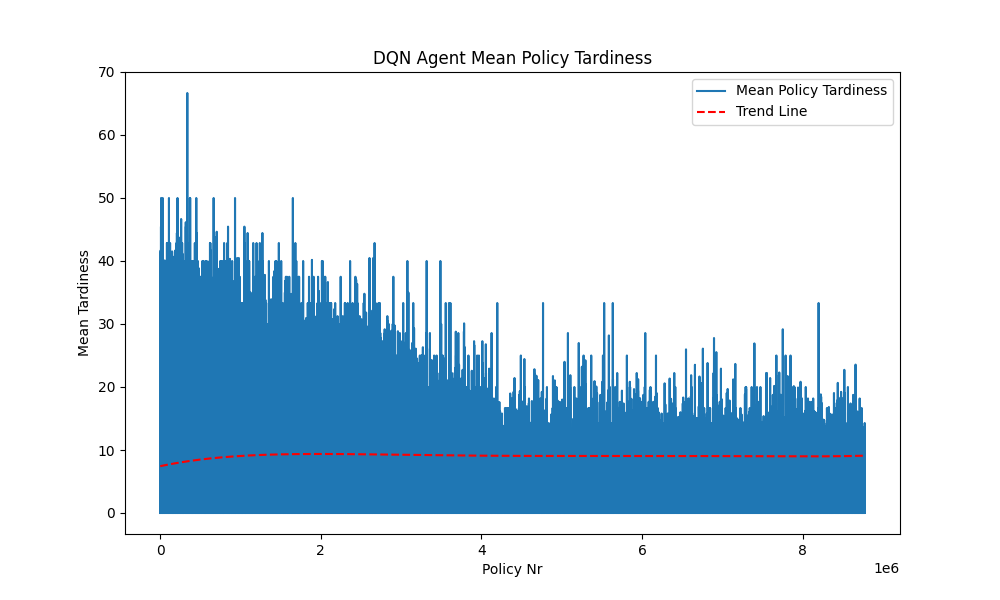 DQN Agent Mean Policy Tardiness
Mean Policy Tardiness
Trend Line
Mean Tardiness
70
60
50
40
30
20
10
0
0 2 4 6 8
1e6
Policy Nr